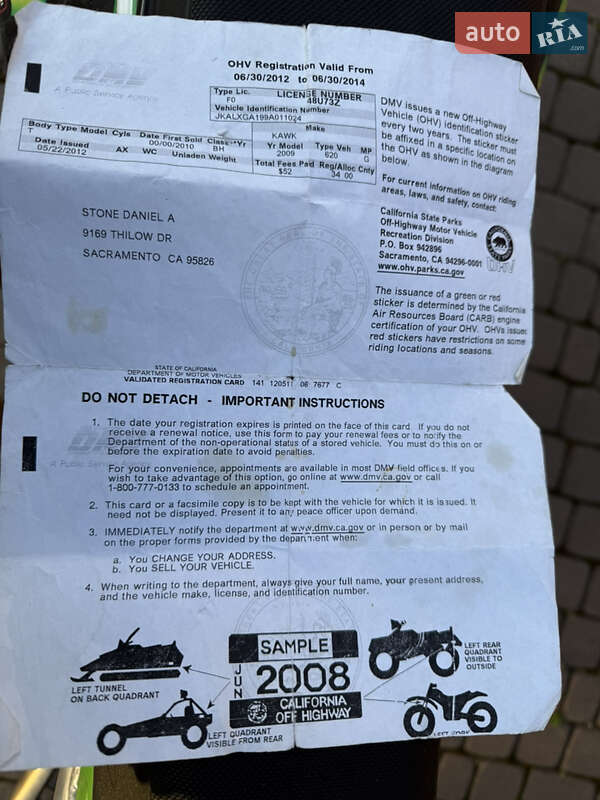 auto RIA .com
DMV
A Public Service Agency
OHV Registration Valid From
06/30/2012 to 06/30/2014
Type Lic. LICENSE NUMBER
F0 48U73Z
Vehicle Identification Number
JKALXGA199A011024
Body Type Model Cyls Date First Sold Class *Yr Make
T 00/00/2010 BH KAWK
Date Issued AX WC Unladen Weight Yr Model Type Veh MP
05/22/2012 2009 620 G
Total Fees Paid Reg/Alloc Cnty
$52 34 00
DMV issues a new Off-Highway
Vehicle (OHV) identification sticker
every two years. The sticker must
be affixed in a specific location on
the OHV as shown in the diagram
below.
For current information on OHV riding
areas, laws, and safety, contact:
California State Parks
Off-Highway Motor Vehicle
Recreation Division
P.O. Box 942896
Sacramento, CA 94296-0001
www.ohv.parks.ca.gov
OHV
STONE DANIEL A
9169 THILOW DR
SACRAMENTO CA 95826
The issuance of a green or red
sticker is determined by the California
Air Resources Board (CARB) engine
certification of your OHV. OHVs issued
red stickers have restrictions on some
riding locations and seasons.
STATE OF CALIFORNIA
DEPARTMENT OF MOTOR VEHICLES
VALIDATED REGISTRATION CARD 141 120511 06 7677 C
DO NOT DETACH - IMPORTANT INSTRUCTIONS
DMV
A Public Se
1. The date your registration expires is printed on the face of this card. If you do not
receive a renewal notice, use this form to pay your renewal fees or to notify the
Department of the non-operational status of a stored vehicle. You must do this on or
before the expiration date to avoid penalties.
For your convenience, appointments are available in most DMV field offices. If you
wish to take advantage of this option, go online at www.dmv.ca.gov or call
1-800-777-0133 to schedule an appointment.
2. This card or a facsimile copy is to be kept with the vehicle for which it is issued. It
need not be displayed. Present it to any peace officer upon demand.
3. IMMEDIATELY notify the department at www.dmv.ca.gov or in person or by mail
on the proper forms provided by the department when:
a. You CHANGE YOUR ADDRESS.
b. You SELL YOUR VEHICLE.
4. When writing to the department, always give your full name, your present address,
and the vehicle make, license, and identification number.
LEFT TUNNEL
ON BACK QUADRANT
SAMPLE
JUN 2008
CALIFORNIA
OFF HIGHWAY
LEFT REAR
QUADRANT
VISIBLE TO
OUTSIDE
LEFT QUADRANT
VISIBLE FROM REAR
LEFT